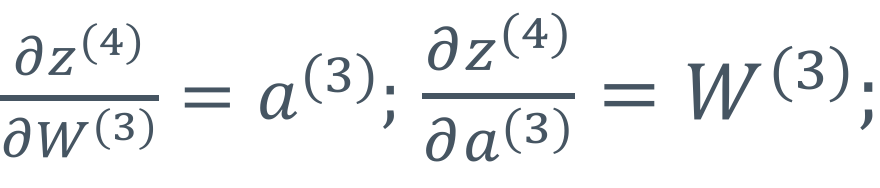 ∂z^(4)/∂W^(3) = a^(3); ∂z^(4)/∂a^(3) = W^(3);